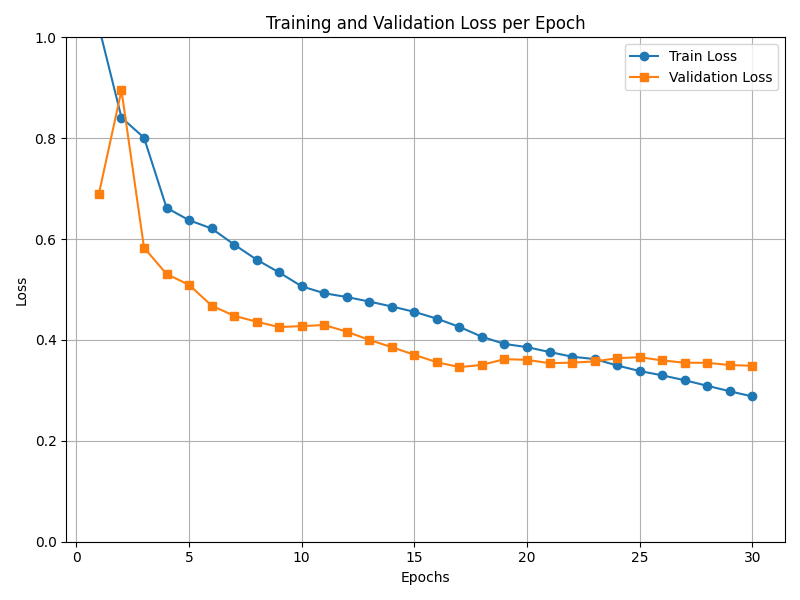 Training and Validation Loss per Epoch
Train Loss
Validation Loss
1.0
0.8
0.6
0.4
0.2
0.0
Loss
0 5 10 15 20 25 30
Epochs